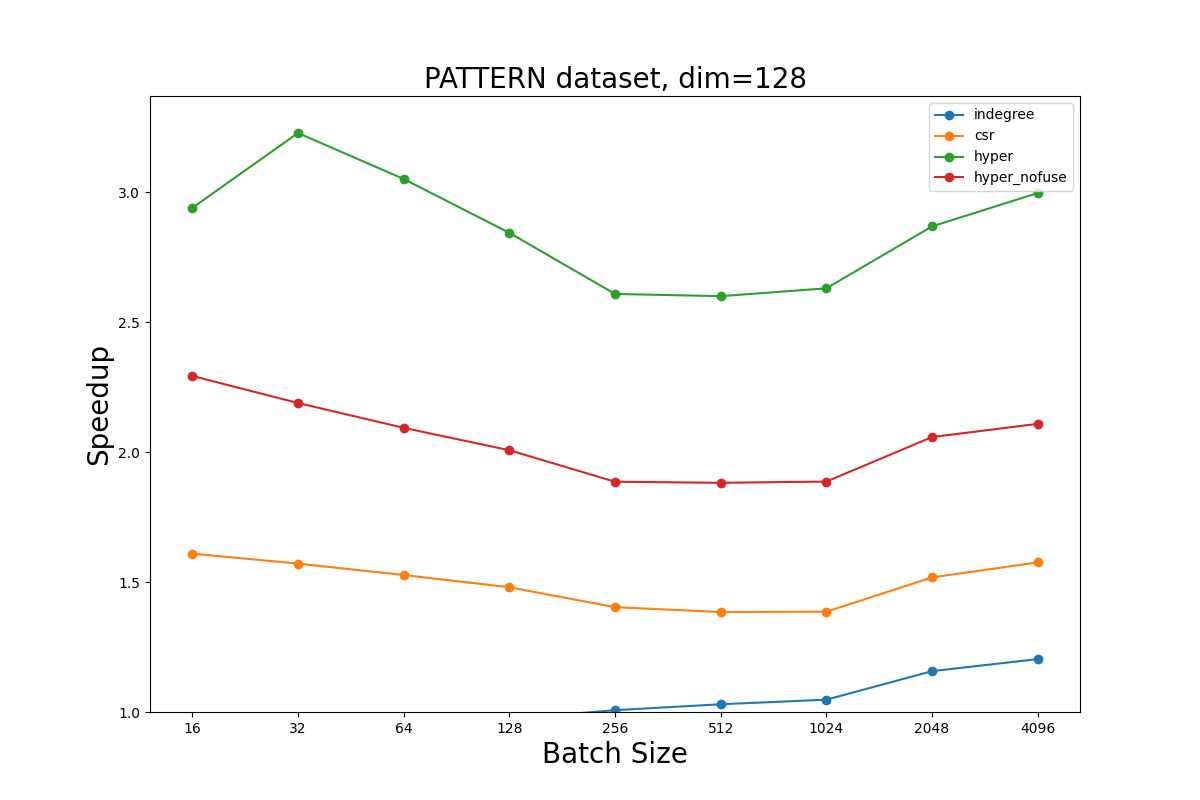 PATTERN dataset, dim=128
indegree
csr
hyper
hyper_nofuse
Speedup
3.0
2.5
2.0
1.5
1.0
16 32 64 128 256 512 1024 2048 4096
Batch Size